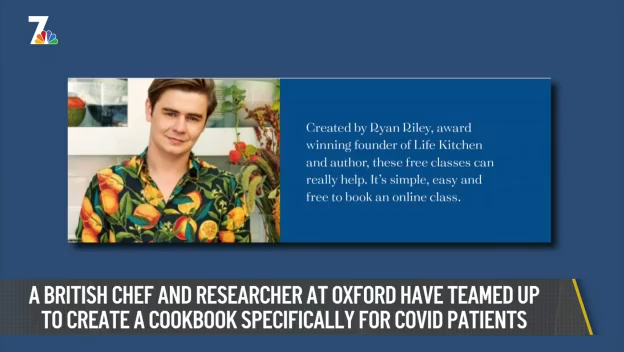 7
Created by Ryan Riley, award
winning founder of Life Kitchen
and author, these free classes can
really help. It's simple, easy and
free to book an online class.
A BRITISH CHEF AND RESEARCHER AT OXFORD HAVE TEAMED UP
TO CREATE A COOKBOOK SPECIFICALLY FOR COVID PATIENTS